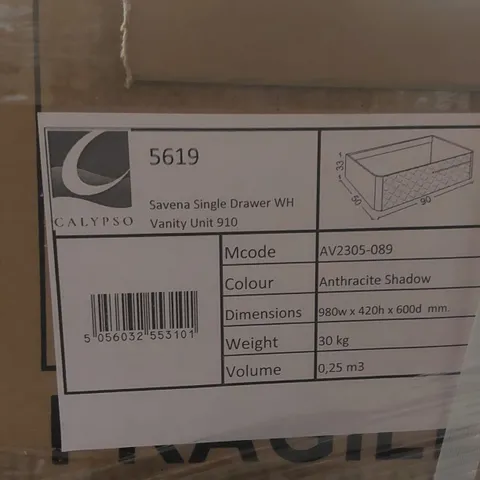 5619
Savena Single Drawer WH
Vanity Unit 910
CALYPSO
33
50
90
Mcode AV2305-089
Colour Anthracite Shadow
Dimensions 980w x 420h x 600d mm.
Weight 30 kg
Volume 0,25 m3
5 056032 553101